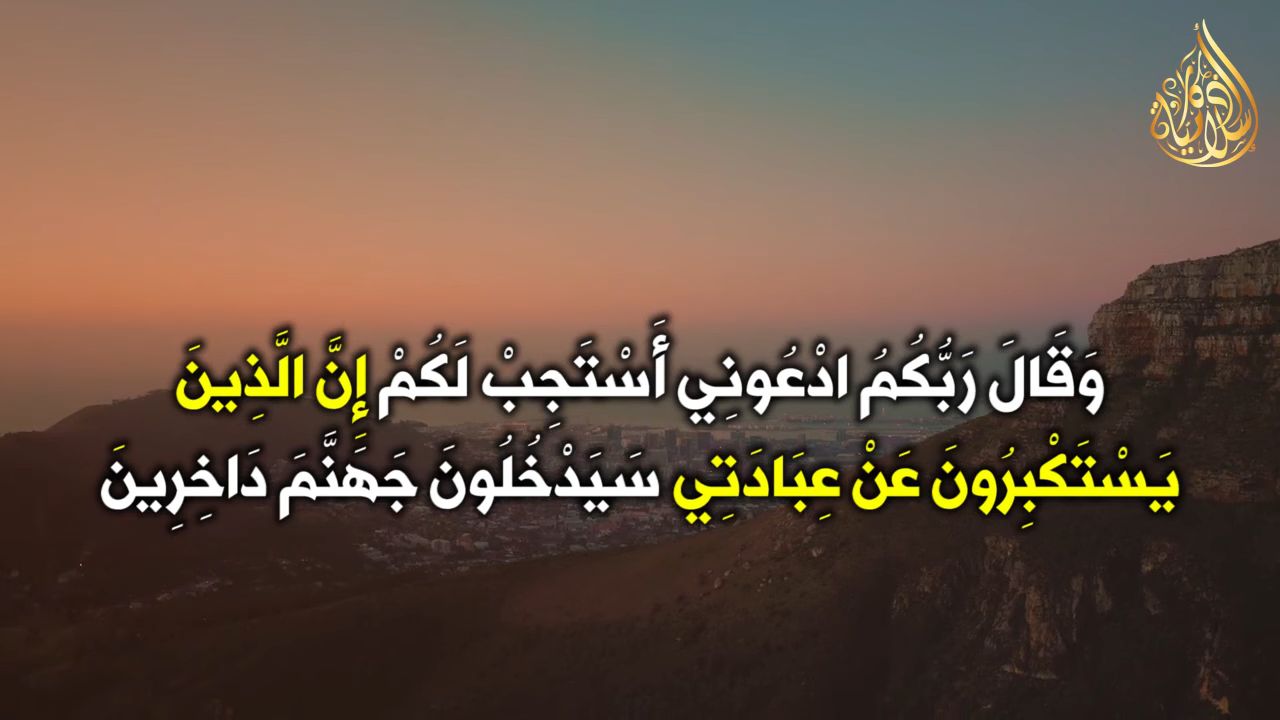 وَقَالَ رَبُّكُمُ ادْعُونِي أَسْتَجِبْ لَكُمْ إِنَّ الَّذِينَ
يَسْتَكْبِرُونَ عَنْ عِبَادَتِي سَيَدْخُلُونَ جَهَنَّمَ دَاخِرِينَ